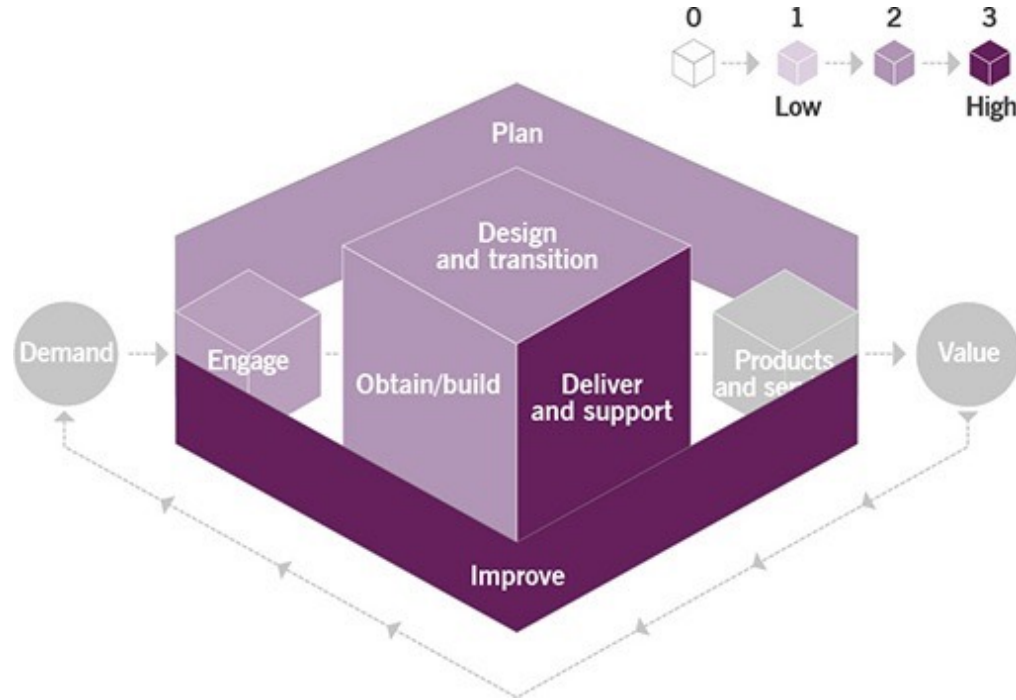 0 1 2 3
Low High
Plan
Design
and transition
Demand
Engage
Obtain/build
Deliver
and support
Products
and
Value
Improve